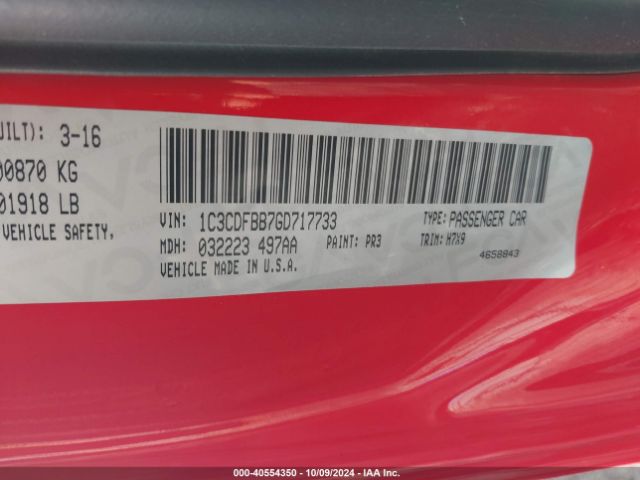 UILT): 3-16
00870 KG
01918 LB
VEHICLE SAFETY.
VIN: 1C3CDFBB7GD717733 TYPE: PASSENGER CAR
MDH: 032223 497AA PAINT: PR3 TRIM: H7X9
VEHICLE MADE IN U.S.A. 4658843
000-40554350 - 10/09/2024 - IAA Inc.